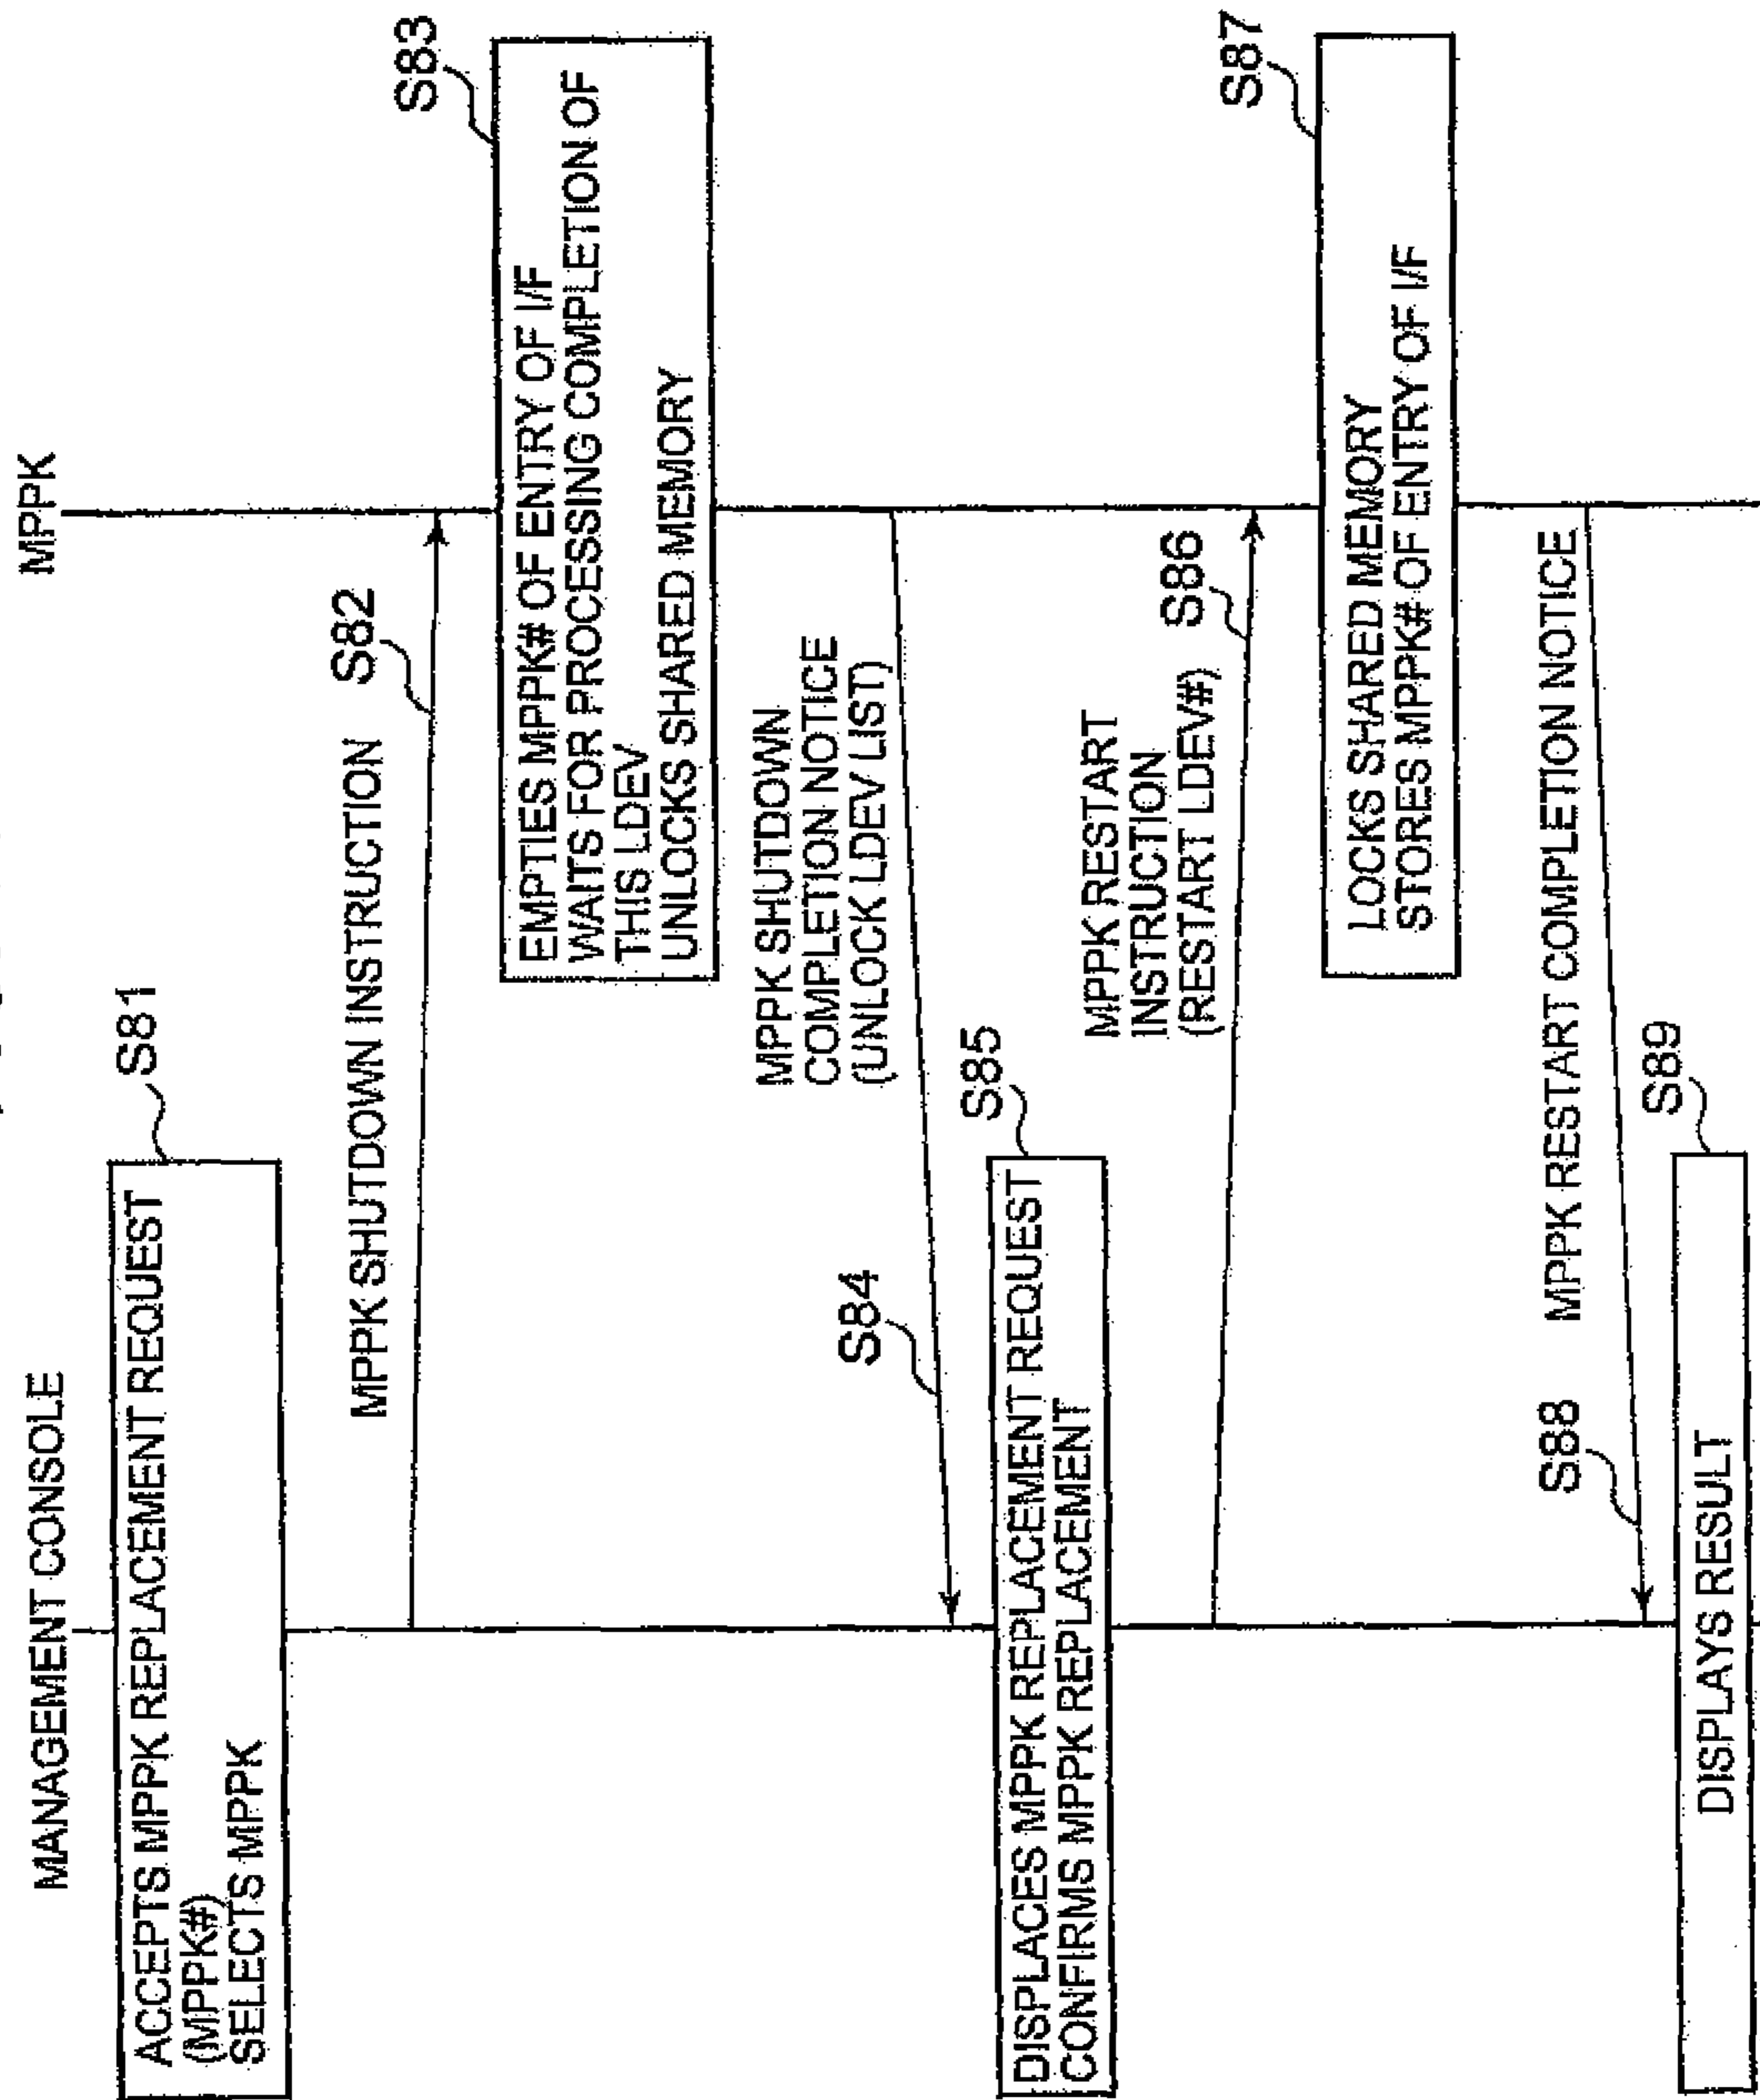 MANAGEMENT CONSOLE
MPPK
ACCEPTS MPPK REPLACEMENT REQUEST
(MPPK#)
SELECTS MPPK
S81
MPPK SHUTDOWN INSTRUCTION
S82
S83
EMPTIES MPPK# OF ENTRY OF I/F
WAITS FOR PROCESSING COMPLETION OF
THIS LDEV
UNLOCKS SHARED MEMORY
MPPK SHUTDOWN
COMPLETION NOTICE
(UNLOCK LDEV LIST)
S84
S85
DISPLACES MPPK REPLACEMENT REQUEST
CONFIRMS MPPK REPLACEMENT
MPPK RESTART
INSTRUCTION
(RESTART LDEV#)
S86
S87
LOCKS SHARED MEMORY
STORES MPPK# OF ENTRY OF I/F
MPPK RESTART COMPLETION NOTICE
S88
S89
DISPLAYS RESULT